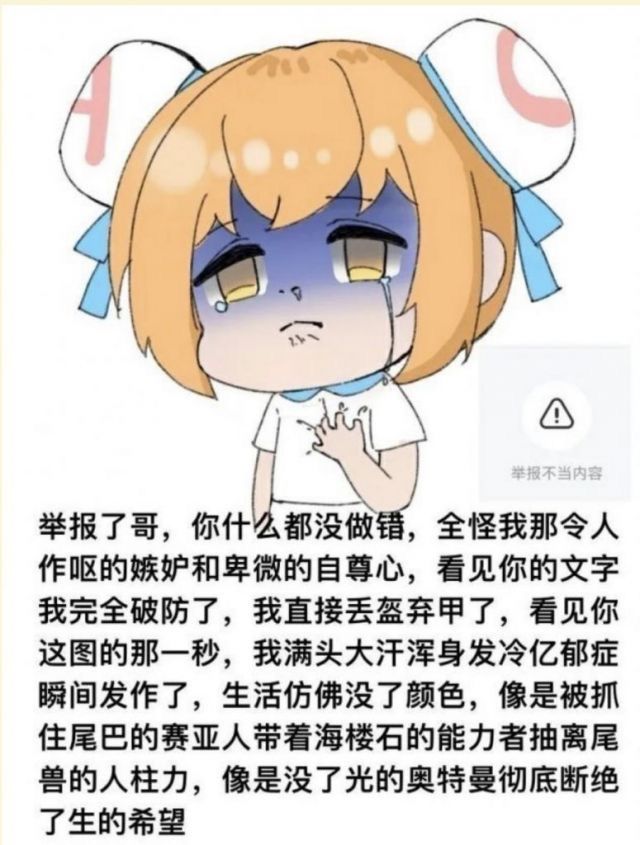 H
举报不当内容
举报了哥，你什么都没做错，全怪我那令人
作呕的嫉妒和卑微的自尊心，看见你的文字
我完全破防了，我直接丢盔弃甲了，看见你
这图的那一秒，我满头大汗浑身发冷亿郁症
瞬间发作了，生活仿佛没了颜色，像是被抓
住尾巴的赛亚人带着海楼石的能力者抽离尾
兽的人柱力，像是没了光的奥特曼彻底断绝
了生的希望